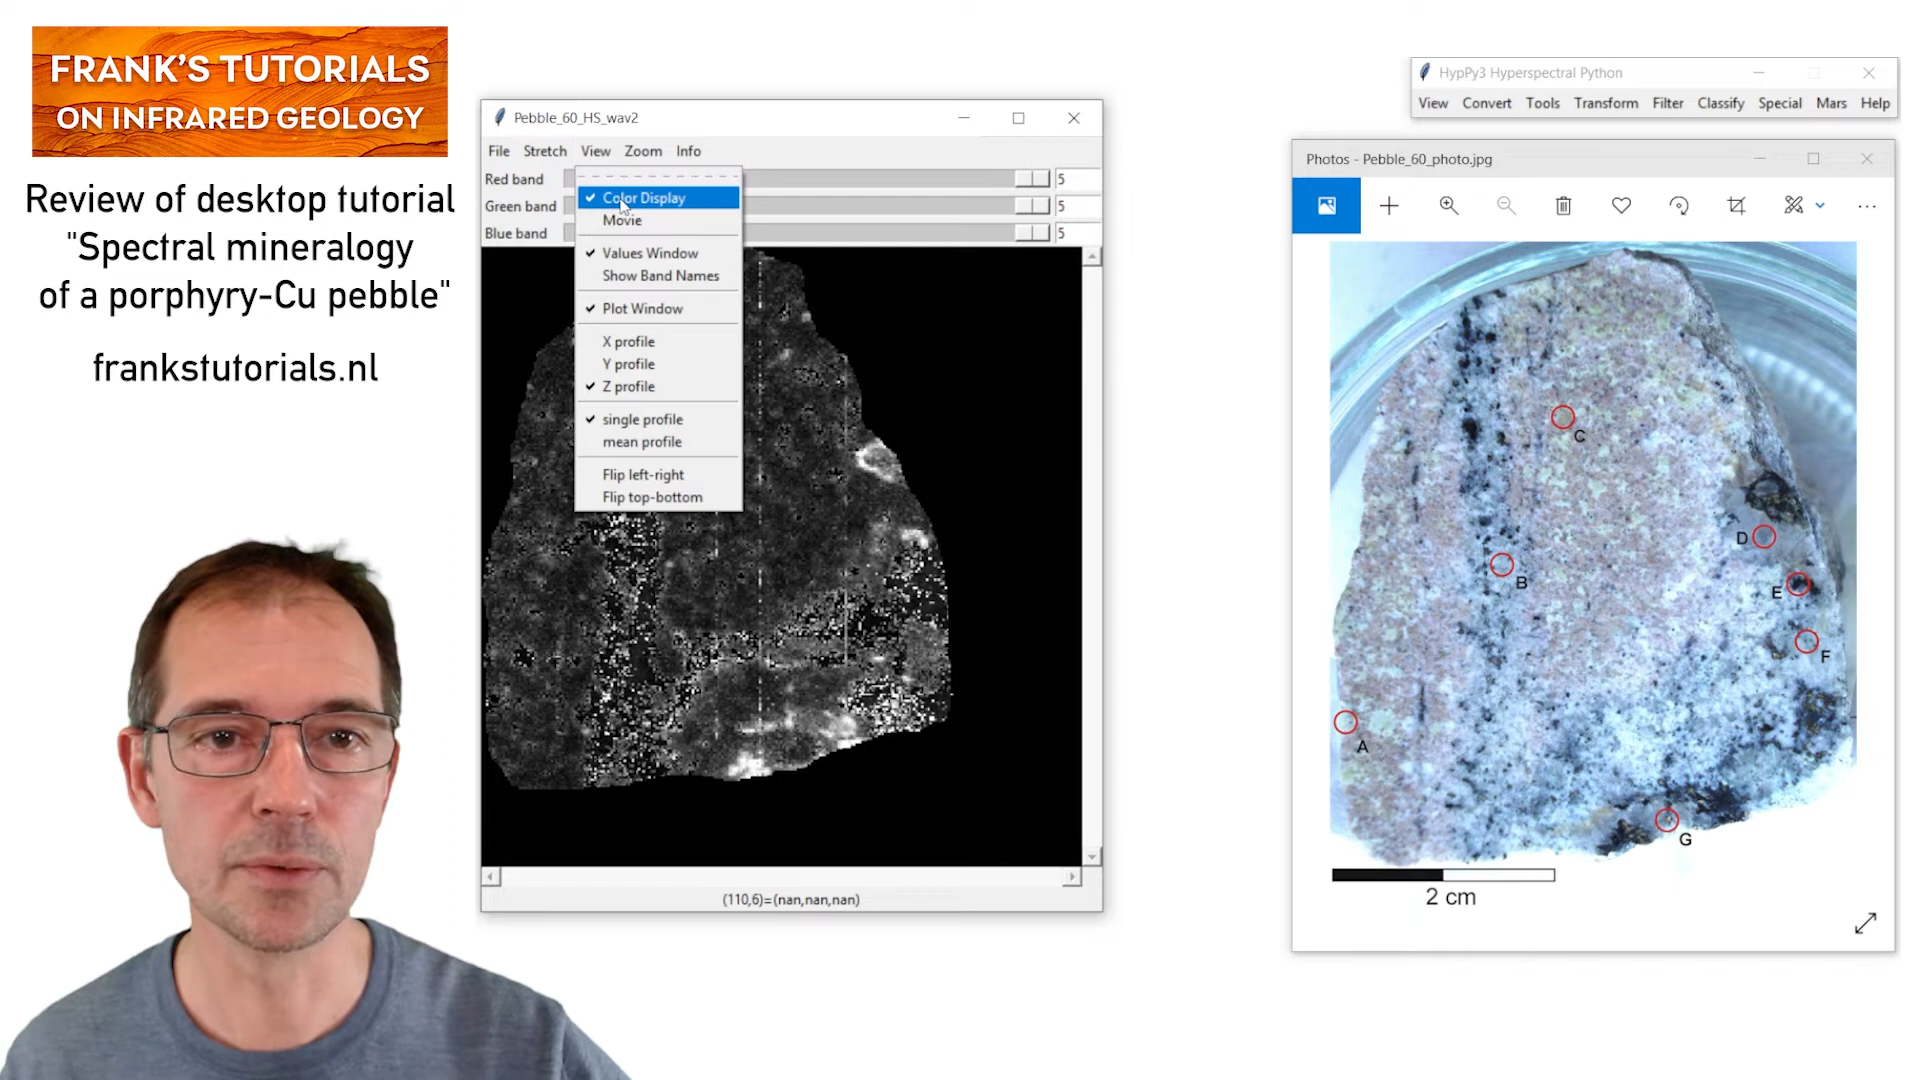 FRANK'S TUTORIALS
ON INFRARED GEOLOGY
Review of desktop tutorial
"Spectral mineralogy
of a porphyry-Cu pebble"
frankstutorials.nl
Pebble_60_HS_wav2
File Stretch View Zoom Info
Red band 5
Green band 5
Blue band 5
Color Display
Movie
Values Window
Show Band Names
Plot Window
X profile
Y profile
Z profile
single profile
mean profile
Flip left-right
Flip top-bottom
(110,6)=(nan,nan,nan)
HypPy3 Hyperspectral Python
View Convert Tools Transform Filter Classify Special Mars Help
Photos - Pebble_60_photo.jpg
C
D
B
E
F
A
G
2 cm